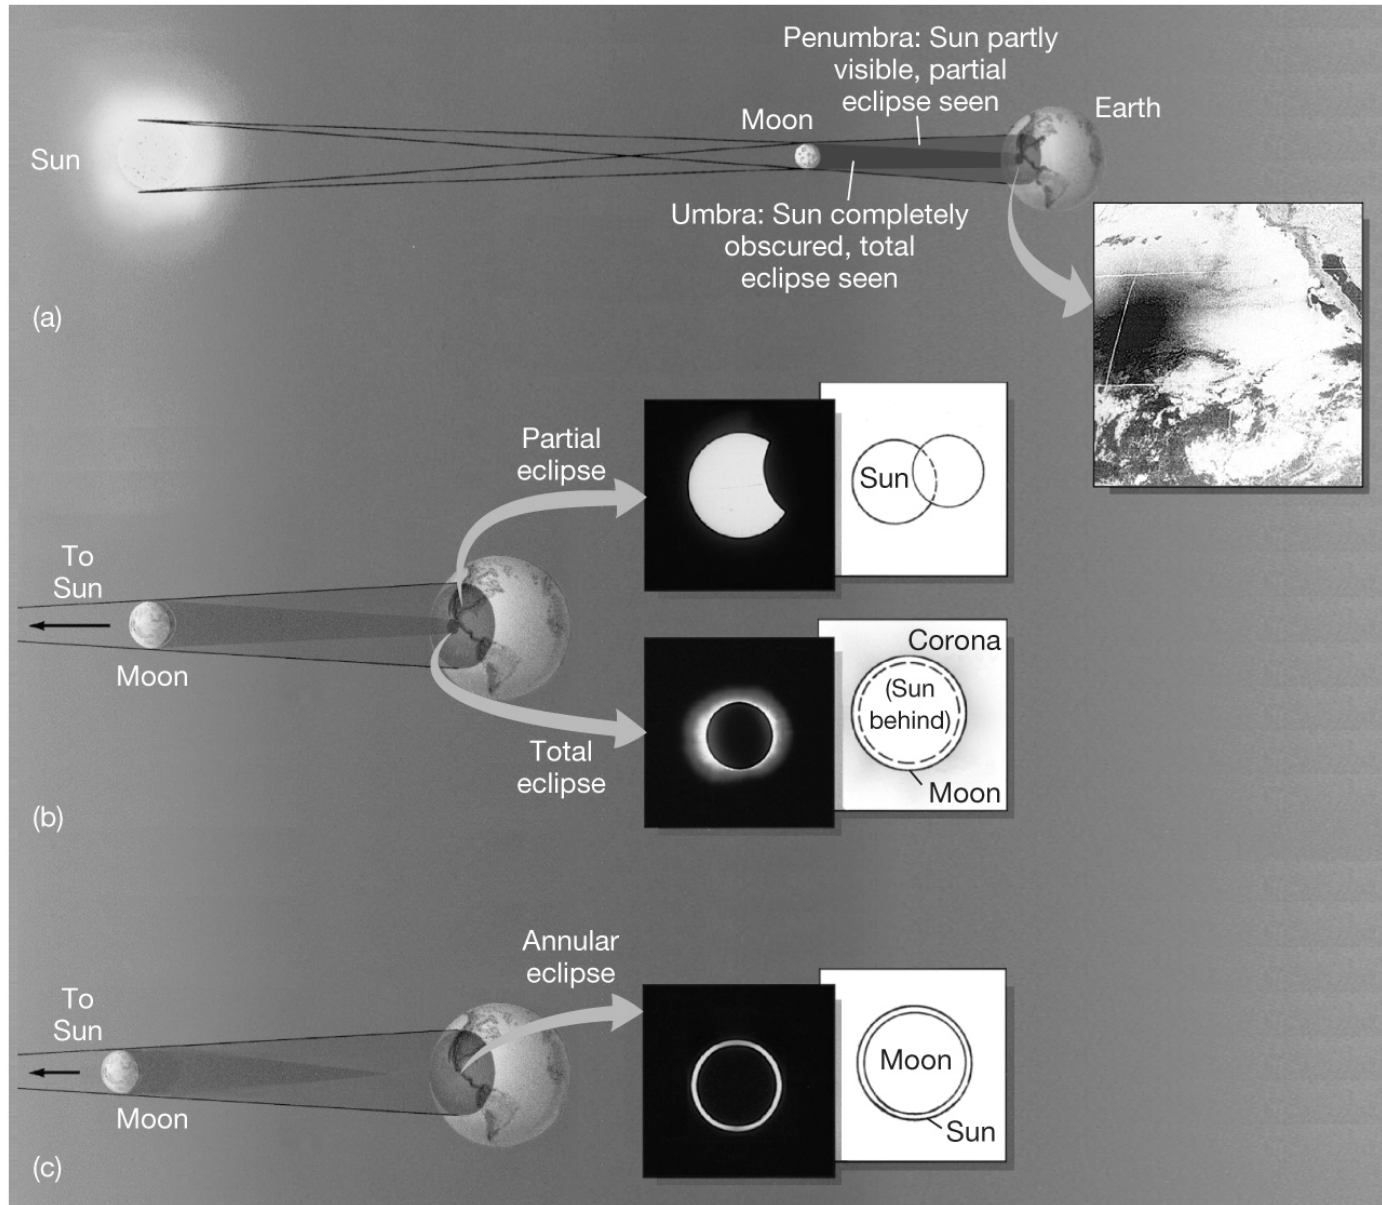 Penumbra: Sun partly
visible, partial
eclipse seen
Earth
Moon
Sun
Umbra: Sun completely
obscured, total
eclipse seen
(a)
Partial
eclipse
Sun
To
Sun
Moon
Corona
(Sun
behind)
Moon
Total
eclipse
(b)
Annular
eclipse
To
Sun
Moon
Moon
Sun
(c)